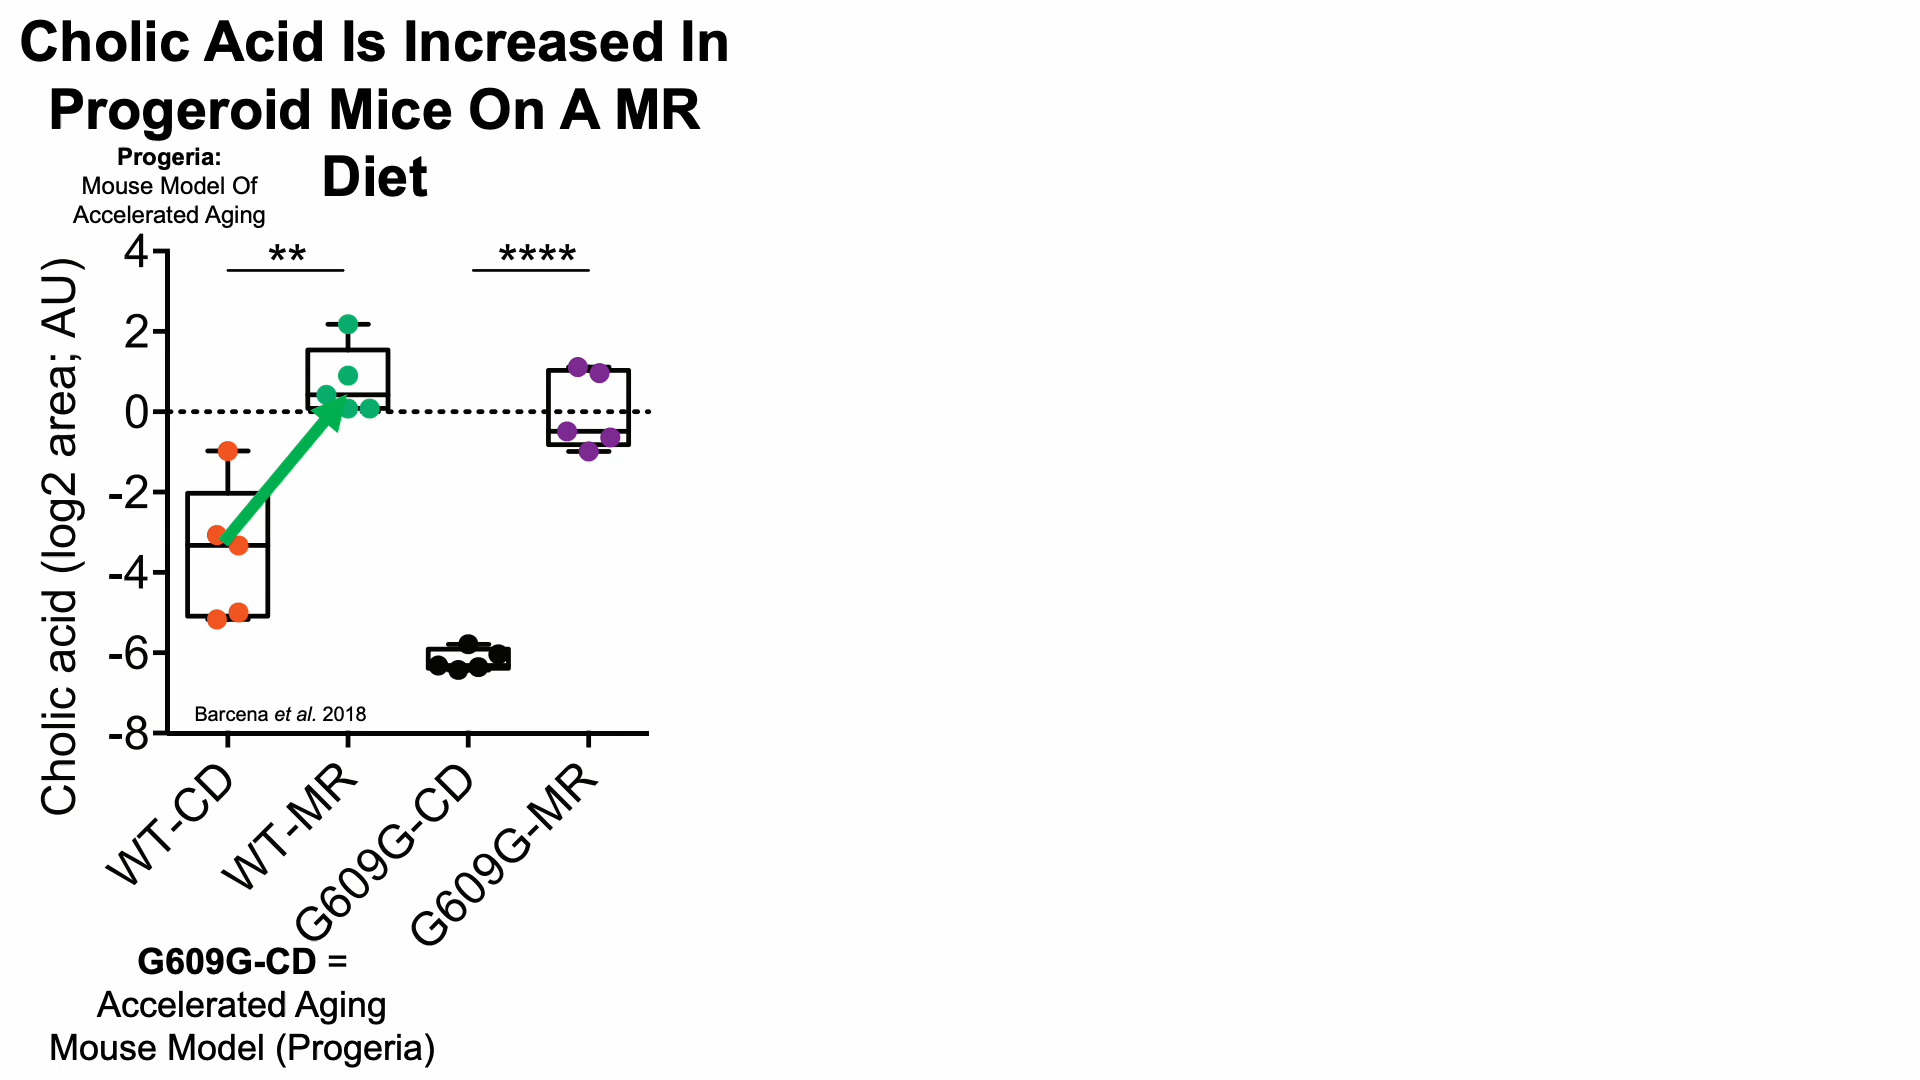 Cholic Acid Is Increased In
Progeroid Mice On A MR
Diet
Progeria:
Mouse Model Of
Accelerated Aging
Cholic acid (log2 area; AU)
4
2
0
-2
-4
-6
-8
**
****
Barcena et al. 2018
WT-CD
WT-MR
G609G-CD
G609G-MR
G609G-CD =
Accelerated Aging
Mouse Model (Progeria)